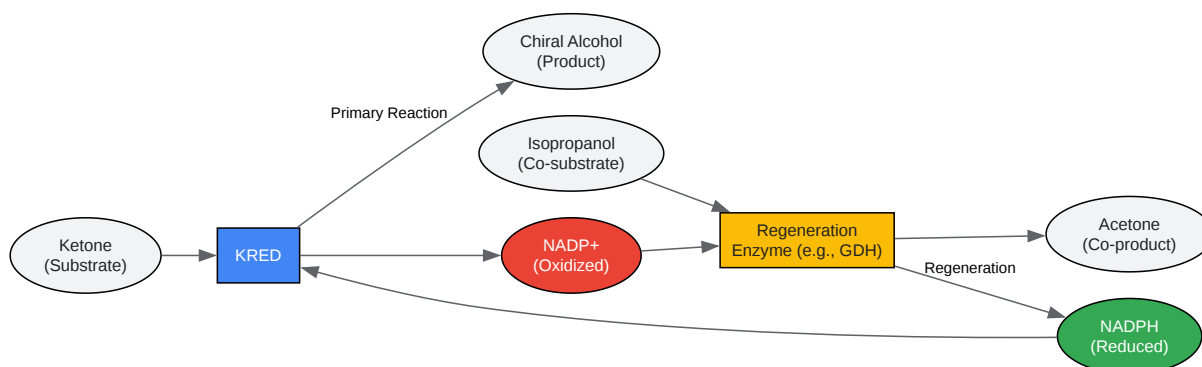 Chiral Alcohol
(Product)
Primary Reaction
Isopropanol
(Co-substrate)
Ketone
(Substrate)
KRED
NADP+
(Oxidized)
Regeneration
Enzyme (e.g., GDH)
Acetone
(Co-product)
Regeneration
NADPH
(Reduced)